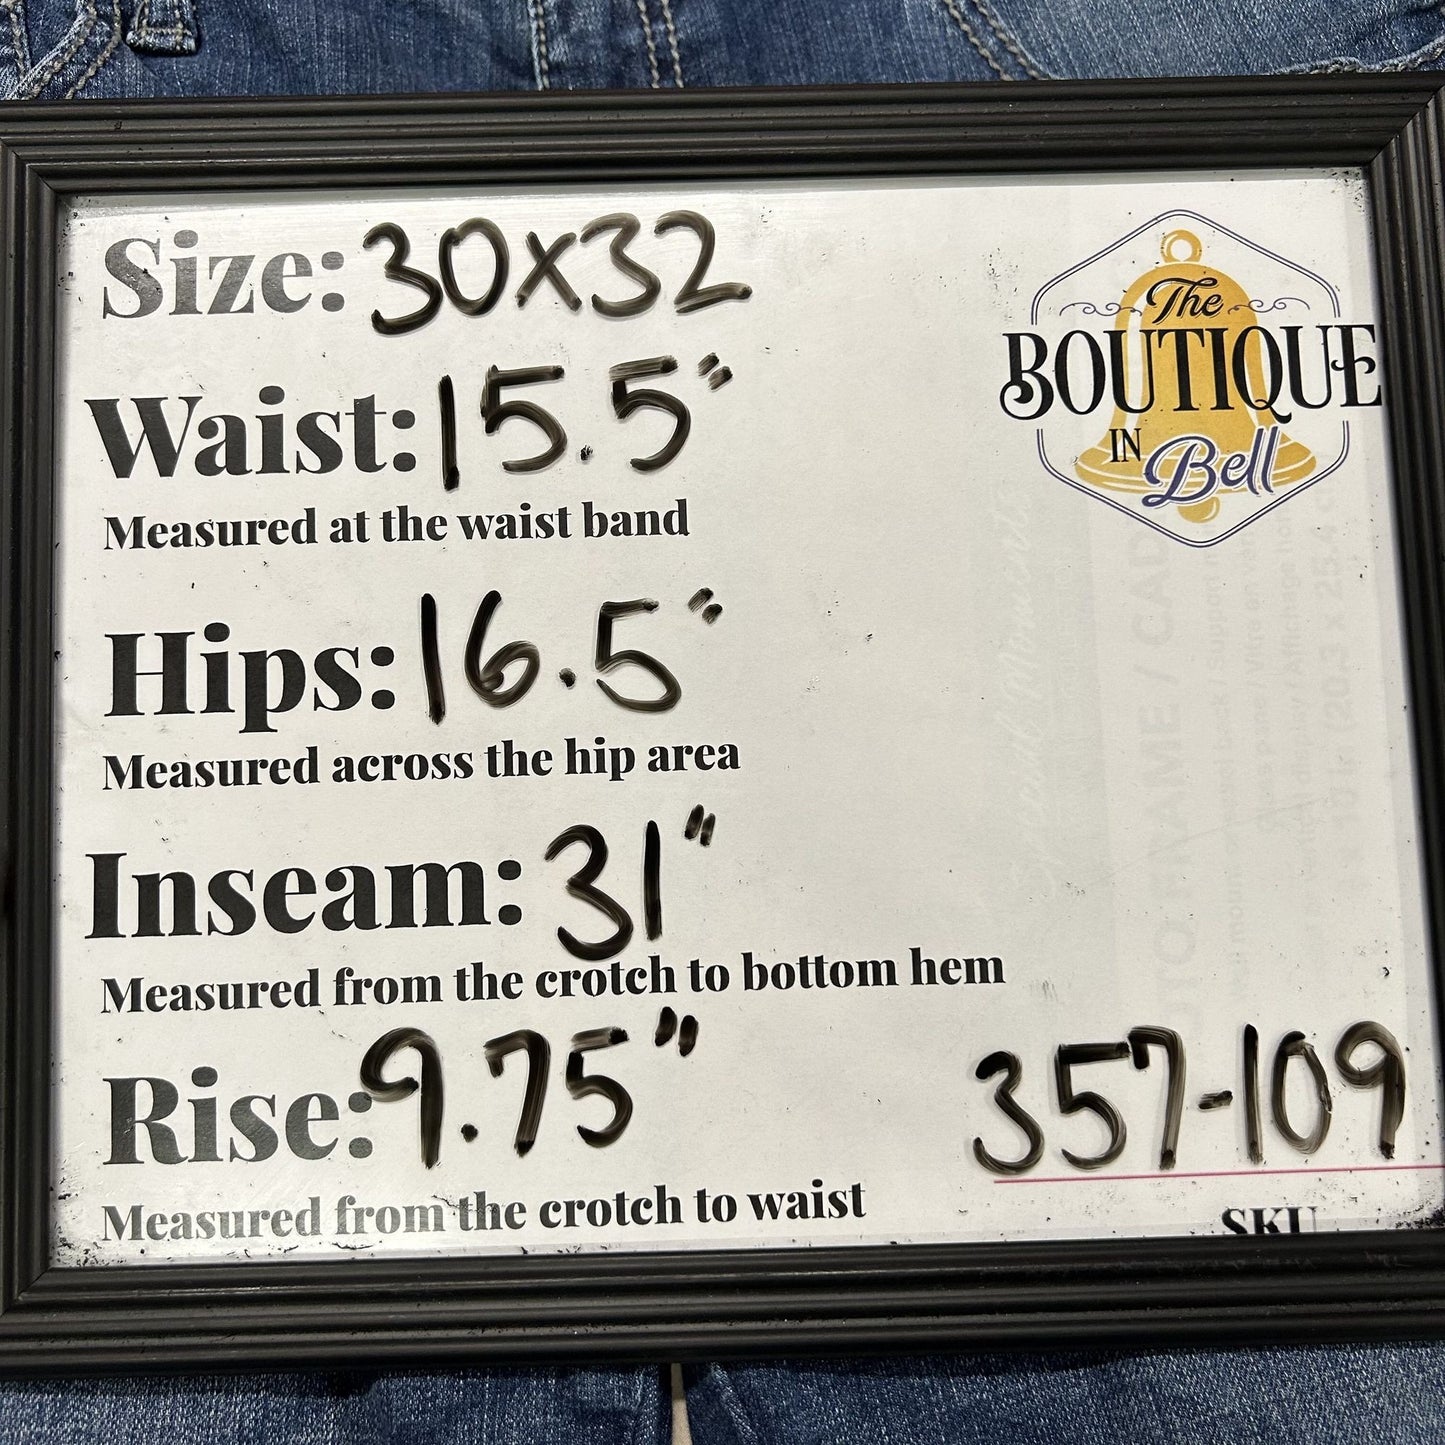 Size: 30x32
The
BOUTIQUE
IN Bell
Waist: 15.5"
Measured at the waist band
Hips: 16.5"
Measured across the hip area
Inseam: 31"
Measured from the crotch to bottom hem
Rise: 9.75"
357-109
Measured from the crotch to waist
SKU